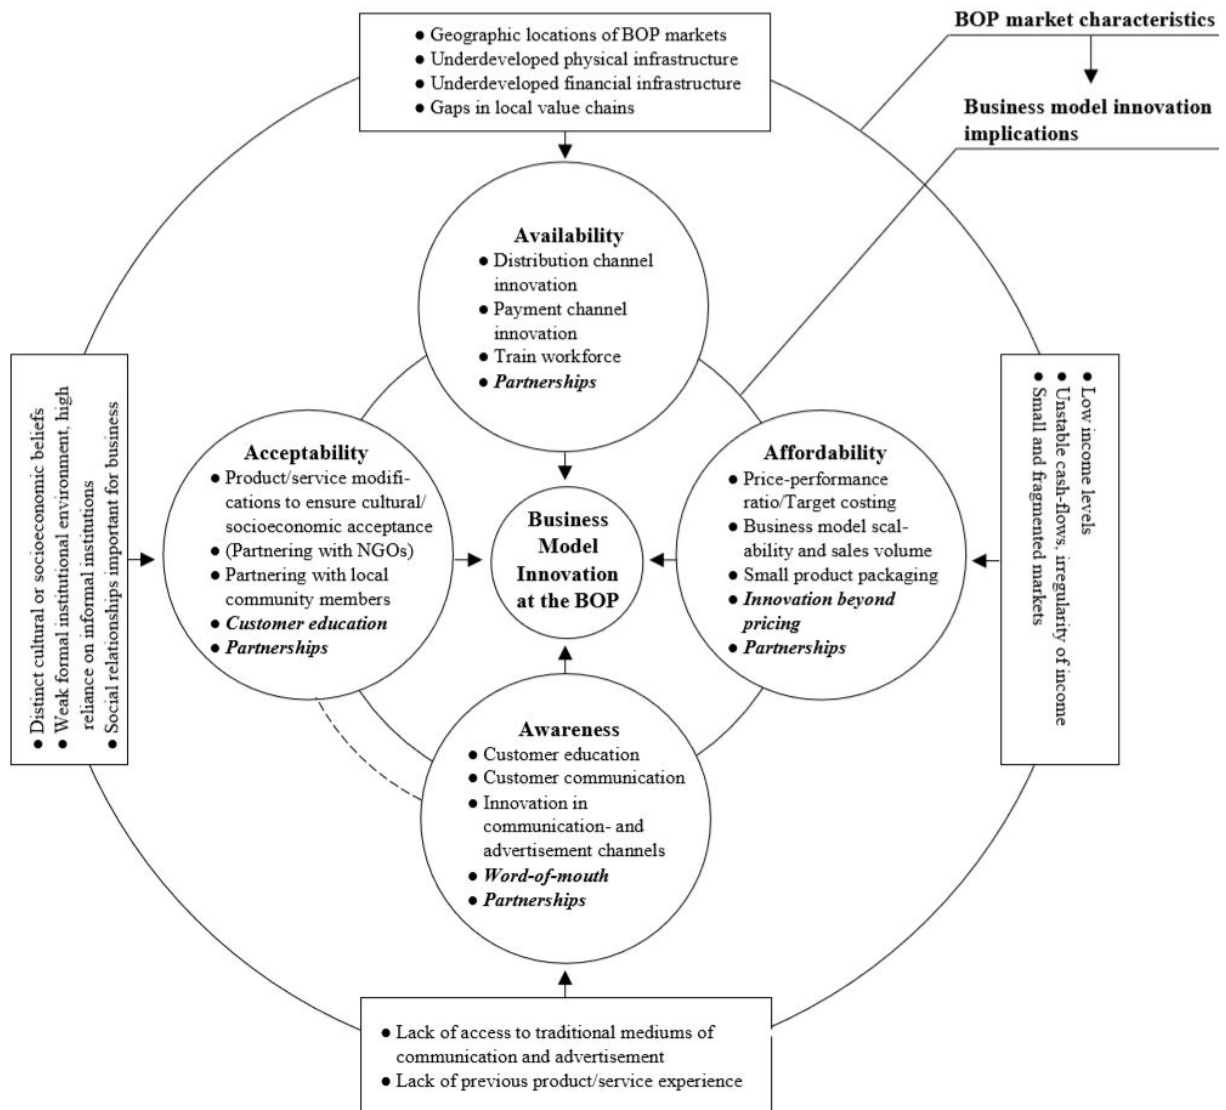 BOP market characteristics
Business model innovation
implications
● Geographic locations of BOP markets
● Underdeveloped physical infrastructure
● Underdeveloped financial infrastructure
● Gaps in local value chains
Availability
● Distribution channel
innovation
● Payment channel
innovation
● Train workforce
● Partnerships
● Distinct cultural or socioeconomic beliefs
● Weak formal institutional environment, high
reliance on informal institutions
● Social relationships important for business
Acceptability
● Product/service modifi-
cations to ensure cultural/
socioeconomic acceptance
● (Partnering with NGOs)
● Partnering with local
community members
● Customer education
● Partnerships
Business
Model
Innovation
at the BOP
Affordability
● Price-performance
ratio/Target costing
● Business model scal-
ability and sales volume
● Small product packaging
● Innovation beyond
pricing
● Partnerships
● Low income levels
● Unstable cash-flows, irregularity of income
● Small and fragmented markets
Awareness
● Customer education
● Customer communication
● Innovation in
communication- and
advertisement channels
● Word-of-mouth
● Partnerships
● Lack of access to traditional mediums of
communication and advertisement
● Lack of previous product/service experience